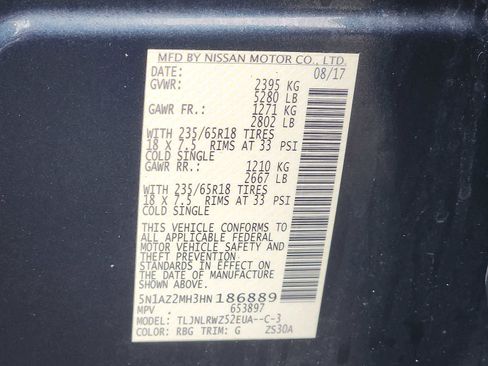 MFD BY NISSAN MOTOR CO., LTD.
DATE: 08/17
GVWR: 2395 KG
5280 LB
GAWR FR.: 1271 KG
2802 LB
WITH 235/65R18 TIRES
18 X 7.5 RIMS AT 33 PSI
COLD SINGLE
GAWR RR.: 1210 KG
2667 LB
WITH 235/65R18 TIRES
18 X 7.5 RIMS AT 33 PSI
COLD SINGLE
THIS VEHICLE CONFORMS TO
ALL APPLICABLE FEDERAL
MOTOR VEHICLE SAFETY AND
THEFT PREVENTION
STANDARDS IN EFFECT ON
THE DATE OF MANUFACTURE
SHOWN ABOVE.
5N1AZ2MH3HN186889
MPV 653897
MODEL: TLJNLRWZ52EUA--C-3
COLOR: RBG TRIM: G ZS30A